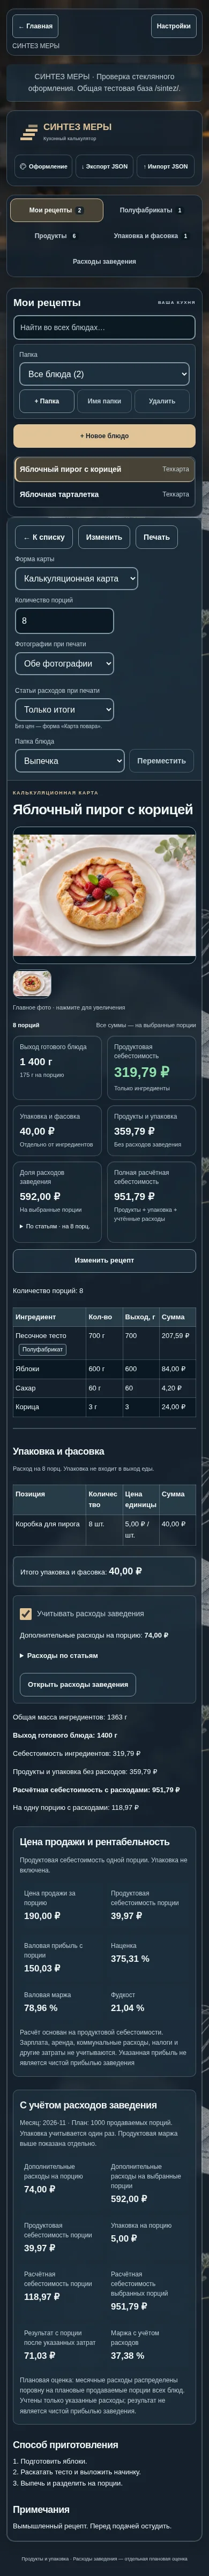 ← Главная
Настройки
СИНТЕЗ МЕРЫ
СИНТЕЗ МЕРЫ · Проверка стеклянного
оформления. Общая тестовая база /sintez/.
СИНТЕЗ МЕРЫ
Кухонный калькулятор
Оформление
↓ Экспорт JSON
↑ Импорт JSON
Мои рецепты 2
Полуфабрикаты 1
Продукты 6
Упаковка и фасовка 1
Расходы заведения
Мои рецепты
ВАША КУХНЯ
Найти во всех блюдах...
Папка
Все блюда (2)
+ Папка
Имя папки
Удалить
+ Новое блюдо
Яблочный пирог с корицей
Техкарта
Яблочная тарталетка
Техкарта
← К списку
Изменить
Печать
Форма карты
Калькуляционная карта
Количество порций
8
Фотографии при печати
Обе фотографии
Статьи расходов при печати
Только итоги
Без цен — форма «Карта повара».
Папка блюда
Выпечка
Переместить
КАЛЬКУЛЯЦИОННАЯ КАРТА
Яблочный пирог с корицей
Главное фото · нажмите для увеличения
8 порций
Все суммы — на выбранные порции
Выход готового блюда
1 400 г
175 г на порцию
Продуктовая
себестоимость
319,79 ₽
Только ингредиенты
Упаковка и фасовка
40,00 ₽
Отдельно от ингредиентов
Продукты и упаковка
359,79 ₽
Без расходов заведения
Доля расходов
заведения
592,00 ₽
На выбранные порции
▸ По статьям · на 8 порц.
Полная расчётная
себестоимость
951,79 ₽
Продукты + упаковка +
учтённые расходы
Изменить рецепт
Количество порций: 8
Ингредиент
Кол-во
Выход, г
Сумма
Песочное тесто
Полуфабрикат
700 г
700
207,59 ₽
Яблоки
600 г
600
84,00 ₽
Сахар
60 г
60
4,20 ₽
Корица
3 г
3
24,00 ₽
Упаковка и фасовка
Расход на 8 порц. Упаковка не входит в выход еды.
Позиция
Количес
тво
Цена
единицы
Сумма
Коробка для пирога
8 шт.
5,00 ₽ /
шт.
40,00 ₽
Итого упаковка и фасовка: 40,00 ₽
Учитывать расходы заведения
Дополнительные расходы на порцию: 74,00 ₽
▸ Расходы по статьям
Открыть расходы заведения
Общая масса ингредиентов: 1363 г
Выход готового блюда: 1400 г
Себестоимость ингредиентов: 319,79 ₽
Продукты и упаковка без расходов: 359,79 ₽
Расчётная себестоимость с расходами: 951,79 ₽
На одну порцию с расходами: 118,97 ₽
Цена продажи и рентабельность
Продуктовая себестоимость одной порции. Упаковка не
включена.
Цена продажи за
порцию
190,00 ₽
Продуктовая
себестоимость порции
39,97 ₽
Валовая прибыль с
порции
150,03 ₽
Наценка
375,31 %
Валовая маржа
78,96 %
Фудкост
21,04 %
Расчёт основан на продуктовой себестоимости.
Зарплата, аренда, коммунальные расходы, налоги и
другие затраты не учитываются. Указанная прибыль не
является чистой прибылью заведения
С учётом расходов заведения
Месяц: 2026-11 · План: 1000 продаваемых порций.
Упаковка учитывается один раз. Продуктовая маржа
выше показана отдельно.
Дополнительные
расходы на порцию
74,00 ₽
Дополнительные
расходы на выбранные
порции
592,00 ₽
Продуктовая
себестоимость порции
39,97 ₽
Упаковка на порцию
5,00 ₽
Расчётная
себестоимость порции
118,97 ₽
Расчётная
себестоимость
выбранных порций
951,79 ₽
Результат с порции
после указанных затрат
71,03 ₽
Маржа с учётом
расходов
37,38 %
Плановая оценка: месячные расходы распределены
поровну на плановые продаваемые порции всех блюд.
Учтены только указанные расходы; результат не
является чистой прибылью заведения.
Способ приготовления
1. Подготовить яблоки.
2. Раскатать тесто и выложить начинку.
3. Выпечь и разделить на порции.
Примечания
Вымышленный рецепт. Перед подачей остудить.
Продукты и упаковка · Расходы заведения — отдельная плановая оценка